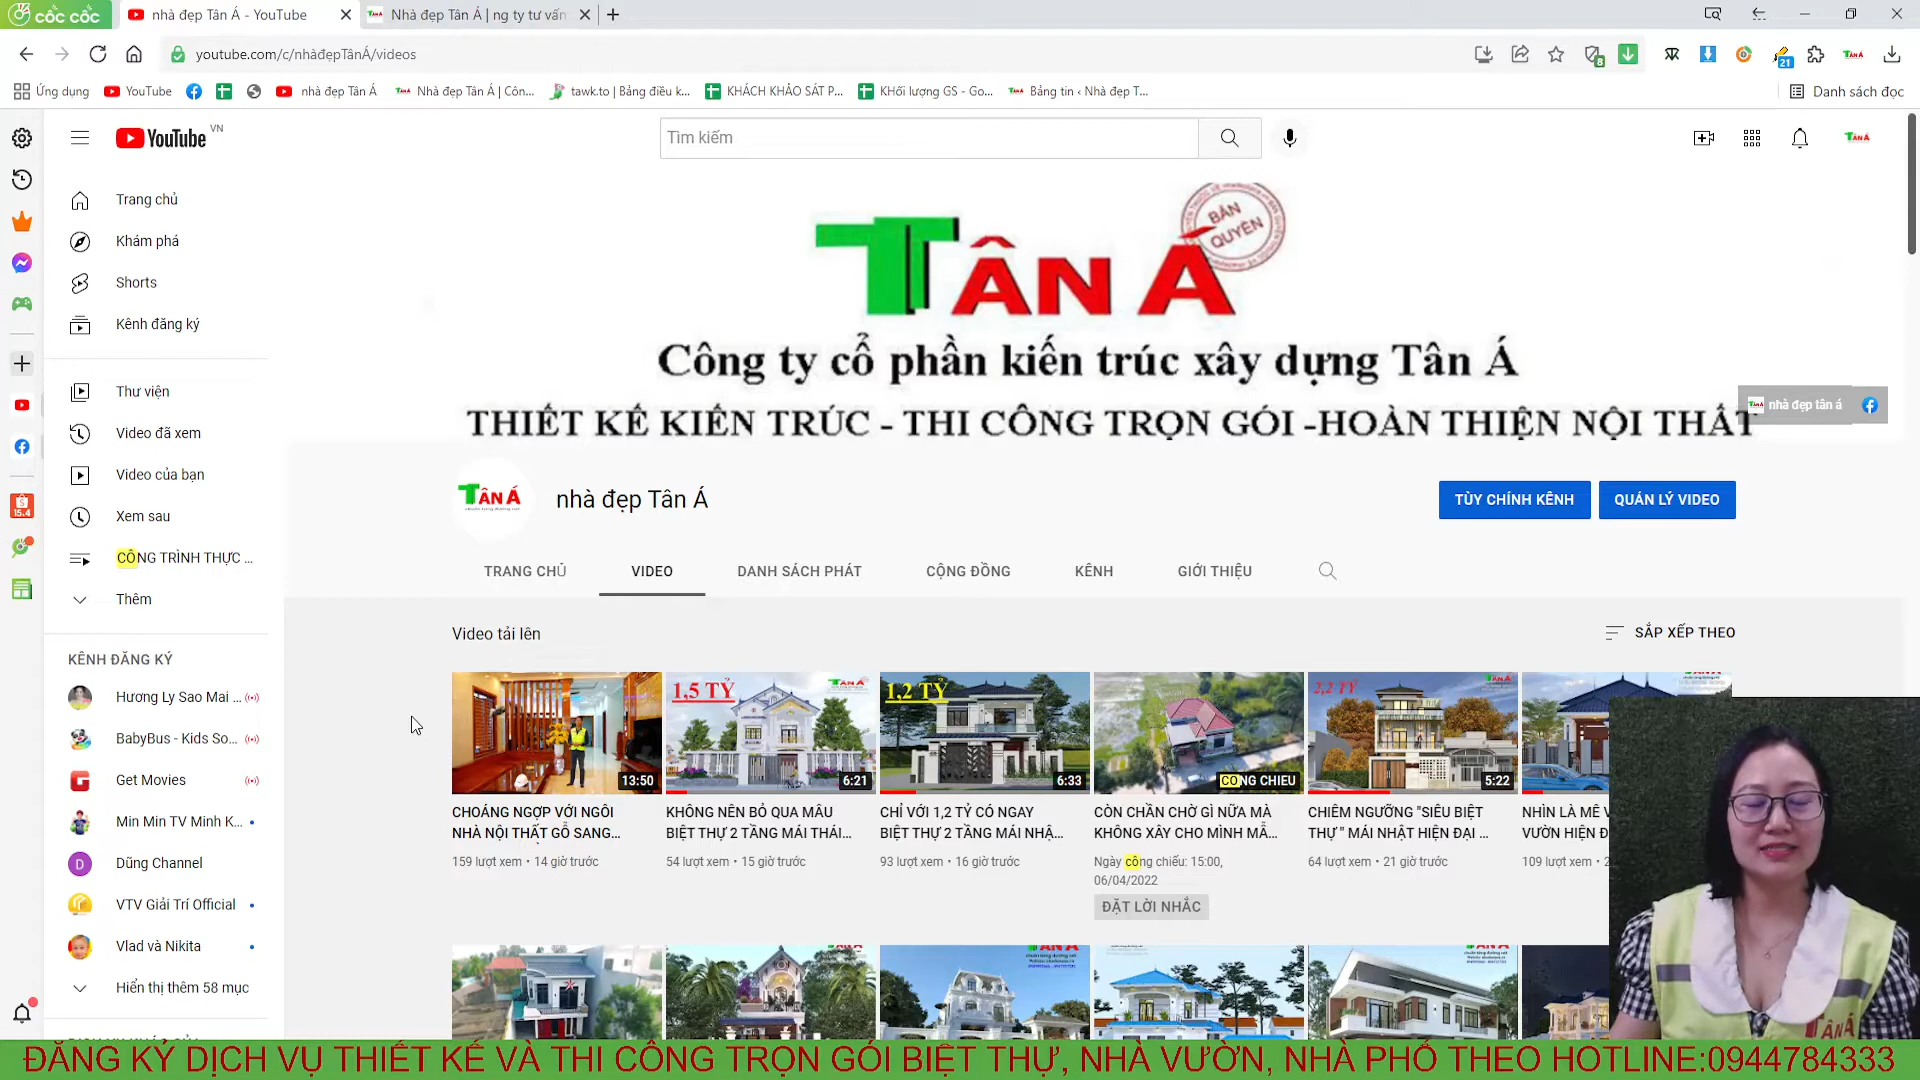 cốc cốc
nhà đẹp Tân Á - YouTube
Nhà đẹp Tân Á | ng ty tư vấn
youtube.com/c/nhàđẹpTânÁ/videos
8
21
Ứng dụng
YouTube
nhà đẹp Tân Á
Nhà đẹp Tân Á | Côn...
tawk.to | Bảng điều k...
KHÁCH KHẢO SÁT P...
KHối lượng GS - Go...
Bảng tin ‹ Nhà đẹp T...
Danh sách đọc
YouTube VN
Tìm kiếm
TÂN Á
Trang chủ
Khám phá
Shorts
Kênh đăng ký
Thư viện
Video đã xem
Video của bạn
Xem sau
CÔNG TRÌNH THỰC ...
Thêm
KÊNH ĐĂNG KÝ
Hương Ly Sao Mai ...
BabyBus - Kids So...
Get Movies
Min Min TV Minh K...
D
Dũng Channel
VTV Giải Trí Official
Vlad và Nikita
Hiển thị thêm 58 mục
15.4
TÂN Á
BẢN QUYỀN
Công ty cổ phần kiến trúc xây dựng Tân Á
THIẾT KẾ KIẾN TRÚC - THI CÔNG TRỌN GÓI -HOÀN THIỆN NỘI THẤT
nhà đẹp tân á
TÂN Á
nhà đẹp Tân Á
TÙY CHỈNH KÊNH
QUẢN LÝ VIDEO
TRANG CHỦ
VIDEO
DANH SÁCH PHÁT
CỘNG ĐỒNG
KÊNH
GIỚI THIỆU
Video tải lên
SẮP XẾP THEO
13:50
CHOÁNG NGỢP VỚI NGÔI
NHÀ NỘI THẤT GỖ SANG...
159 lượt xem • 14 giờ trước
1,5 TỶ
6:21
KHÔNG NÊN BỎ QUA MẪU
BIỆT THỰ 2 TẦNG MÁI THÁI...
54 lượt xem • 15 giờ trước
1,2 TỶ
6:33
CHỈ VỚI 1,2 TỶ CÓ NGAY
BIỆT THỰ 2 TẦNG MÁI NHẬ...
93 lượt xem • 16 giờ trước
CÔNG CHIẾU
CÒN CHẦN CHỜ GÌ NỮA MÀ
KHÔNG XÂY CHO MÌNH MẪ...
Ngày công chiếu: 15:00,
06/04/2022
ĐẶT LỜI NHẮC
2,2 TỶ
5:22
CHIÊM NGƯỠNG "SIÊU BIỆT
THỰ " MÁI NHẬT HIỆN ĐẠI ...
64 lượt xem • 21 giờ trước
NHÌN LÀ MÊ V
VƯỜN HIỆN Đ
109 lượt xem • 2
TÂN Á
ĐĂNG KÝ DỊCH VỤ THIẾT KẾ VÀ THI CÔNG TRỌN GÓI BIỆT THỰ, NHÀ VƯỜN, NHÀ PHỐ THEO HOTLINE:0944784333